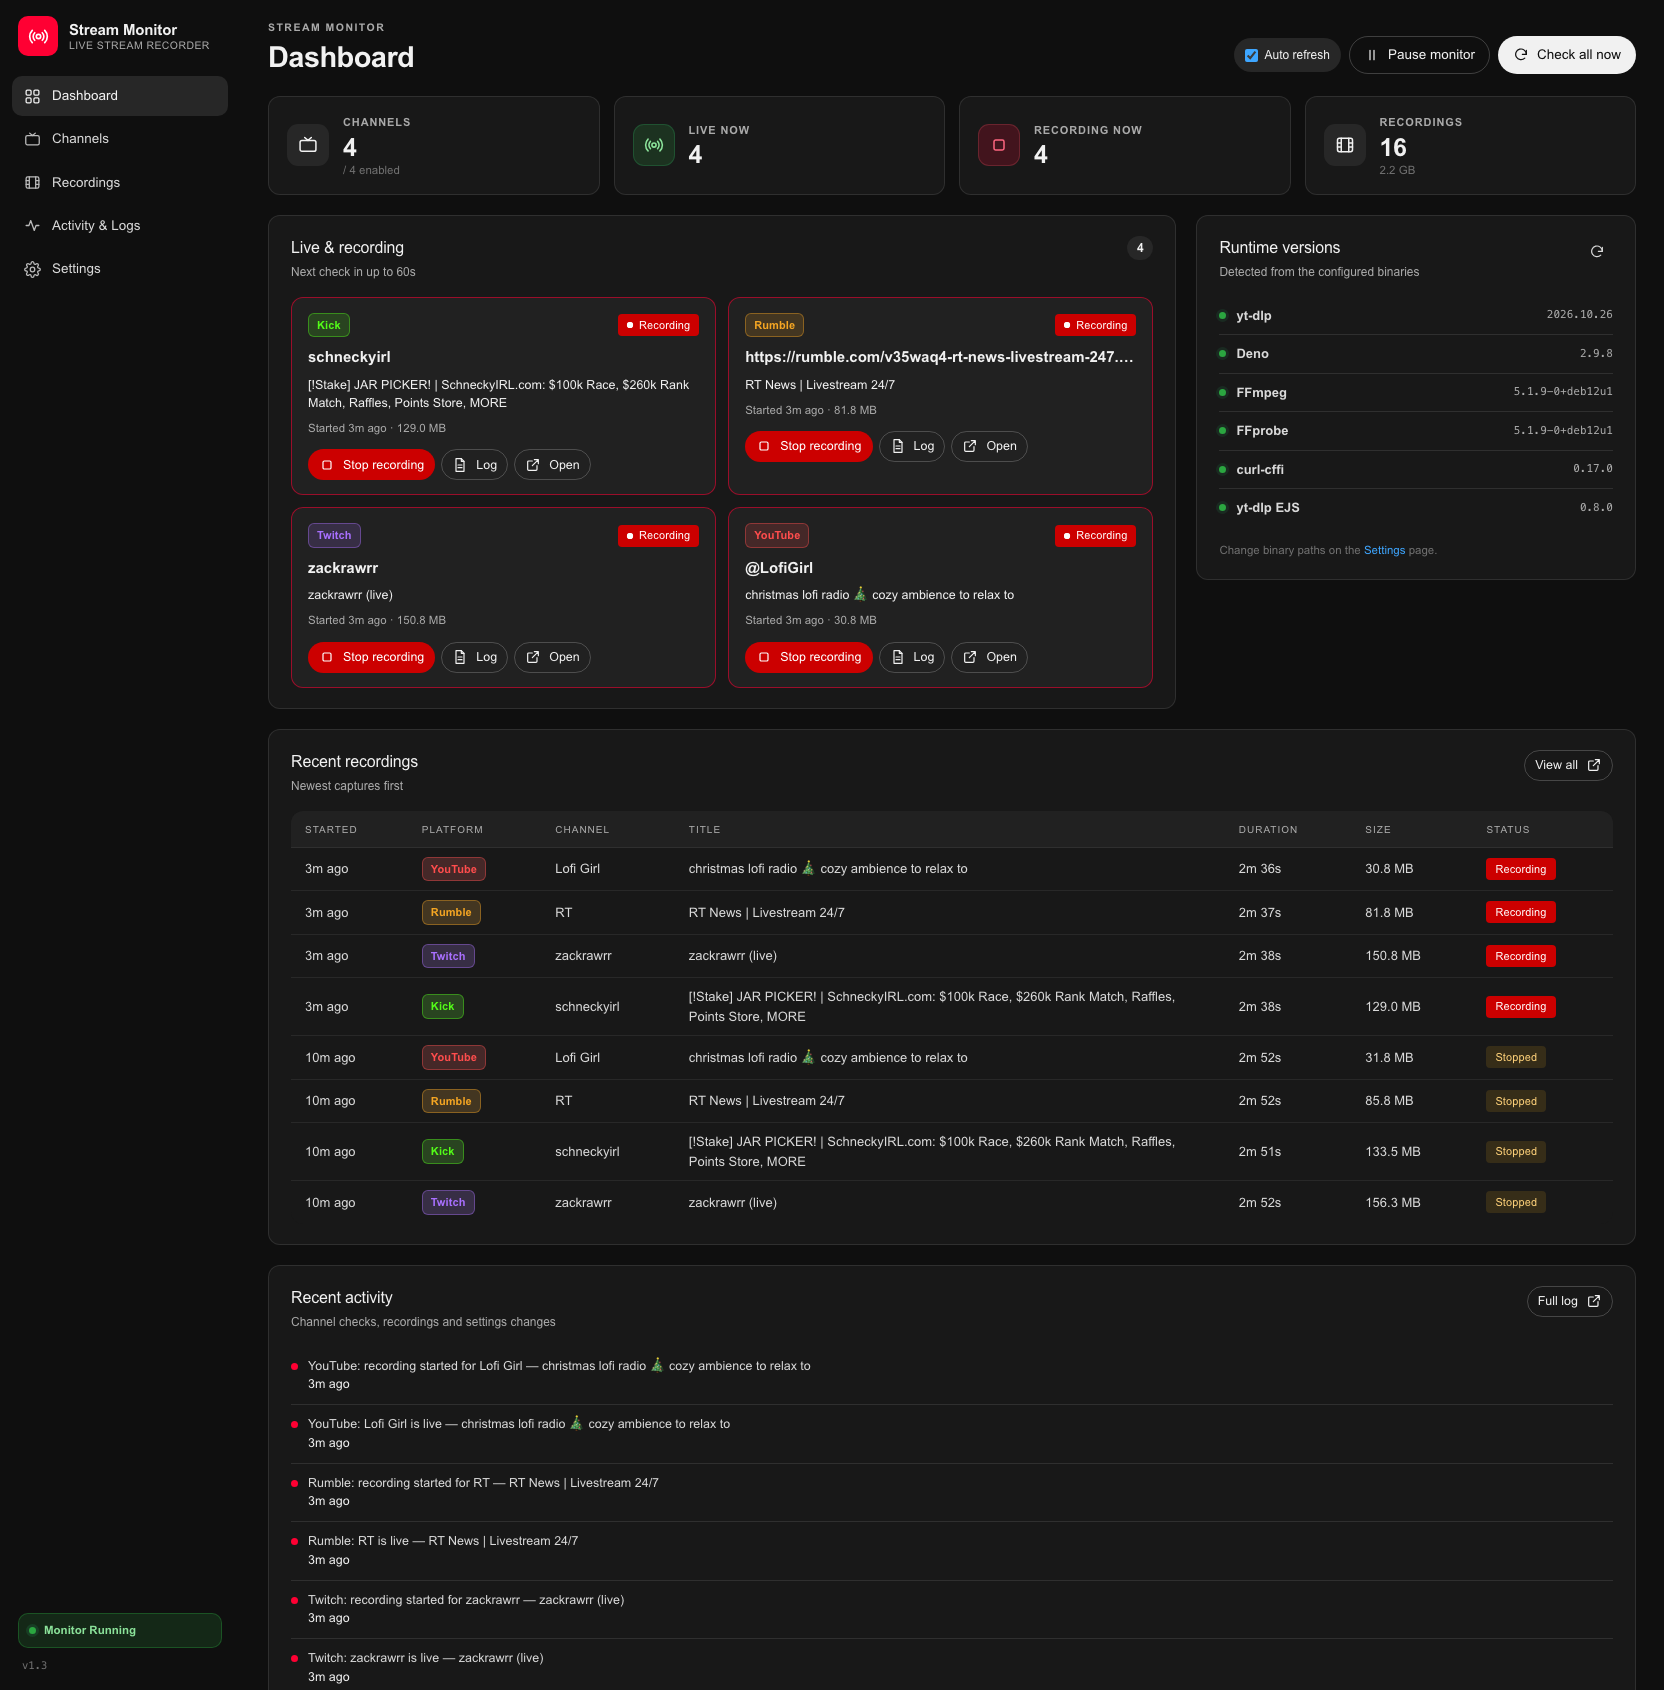 Stream Monitor
LIVE STREAM RECORDER
Dashboard
Channels
Recordings
Activity & Logs
Settings
Monitor Running
v1.3
STREAM MONITOR
Dashboard
Auto refresh
Pause monitor
Check all now
CHANNELS
4
/ 4 enabled
LIVE NOW
4
RECORDING NOW
4
RECORDINGS
16
2.2 GB
Live & recording
Next check in up to 60s
4
Kick
Recording
schneckyirl
[!Stake] JAR PICKER! | SchneckyIRL.com: $100k Race, $260k Rank
Match, Raffles, Points Store, MORE
Started 3m ago · 129.0 MB
Stop recording
Log
Open
Rumble
Recording
https://rumble.com/v35waq4-rt-news-livestream-247.…
RT News | Livestream 24/7
Started 3m ago · 81.8 MB
Stop recording
Log
Open
Twitch
Recording
zackrawrr
zackrawrr (live)
Started 3m ago · 150.8 MB
Stop recording
Log
Open
YouTube
Recording
@LofiGirl
christmas lofi radio 🎄 cozy ambience to relax to
Started 3m ago · 30.8 MB
Stop recording
Log
Open
Runtime versions
Detected from the configured binaries
yt-dlp 2026.10.26
Deno 2.9.8
FFmpeg 5.1.9-0+deb12u1
FFprobe 5.1.9-0+deb12u1
curl-cffi 0.17.0
yt-dlp EJS 0.8.0
Change binary paths on the Settings page.
Recent recordings
Newest captures first
View all
STARTED PLATFORM CHANNEL TITLE DURATION SIZE STATUS
3m ago YouTube Lofi Girl christmas lofi radio 🎄 cozy ambience to relax to 2m 36s 30.8 MB Recording
3m ago Rumble RT RT News | Livestream 24/7 2m 37s 81.8 MB Recording
3m ago Twitch zackrawrr zackrawrr (live) 2m 38s 150.8 MB Recording
3m ago Kick schneckyirl [!Stake] JAR PICKER! | SchneckyIRL.com: $100k Race, $260k Rank Match, Raffles, 2m 38s 129.0 MB Recording
Points Store, MORE
10m ago YouTube Lofi Girl christmas lofi radio 🎄 cozy ambience to relax to 2m 52s 31.8 MB Stopped
10m ago Rumble RT RT News | Livestream 24/7 2m 52s 85.8 MB Stopped
10m ago Kick schneckyirl [!Stake] JAR PICKER! | SchneckyIRL.com: $100k Race, $260k Rank Match, Raffles, 2m 51s 133.5 MB Stopped
Points Store, MORE
10m ago Twitch zackrawrr zackrawrr (live) 2m 52s 156.3 MB Stopped
Recent activity
Channel checks, recordings and settings changes
Full log
YouTube: recording started for Lofi Girl — christmas lofi radio 🎄 cozy ambience to relax to
3m ago
YouTube: Lofi Girl is live — christmas lofi radio 🎄 cozy ambience to relax to
3m ago
Rumble: recording started for RT — RT News | Livestream 24/7
3m ago
Rumble: RT is live — RT News | Livestream 24/7
3m ago
Twitch: recording started for zackrawrr — zackrawrr (live)
3m ago
Twitch: zackrawrr is live — zackrawrr (live)
3m ago